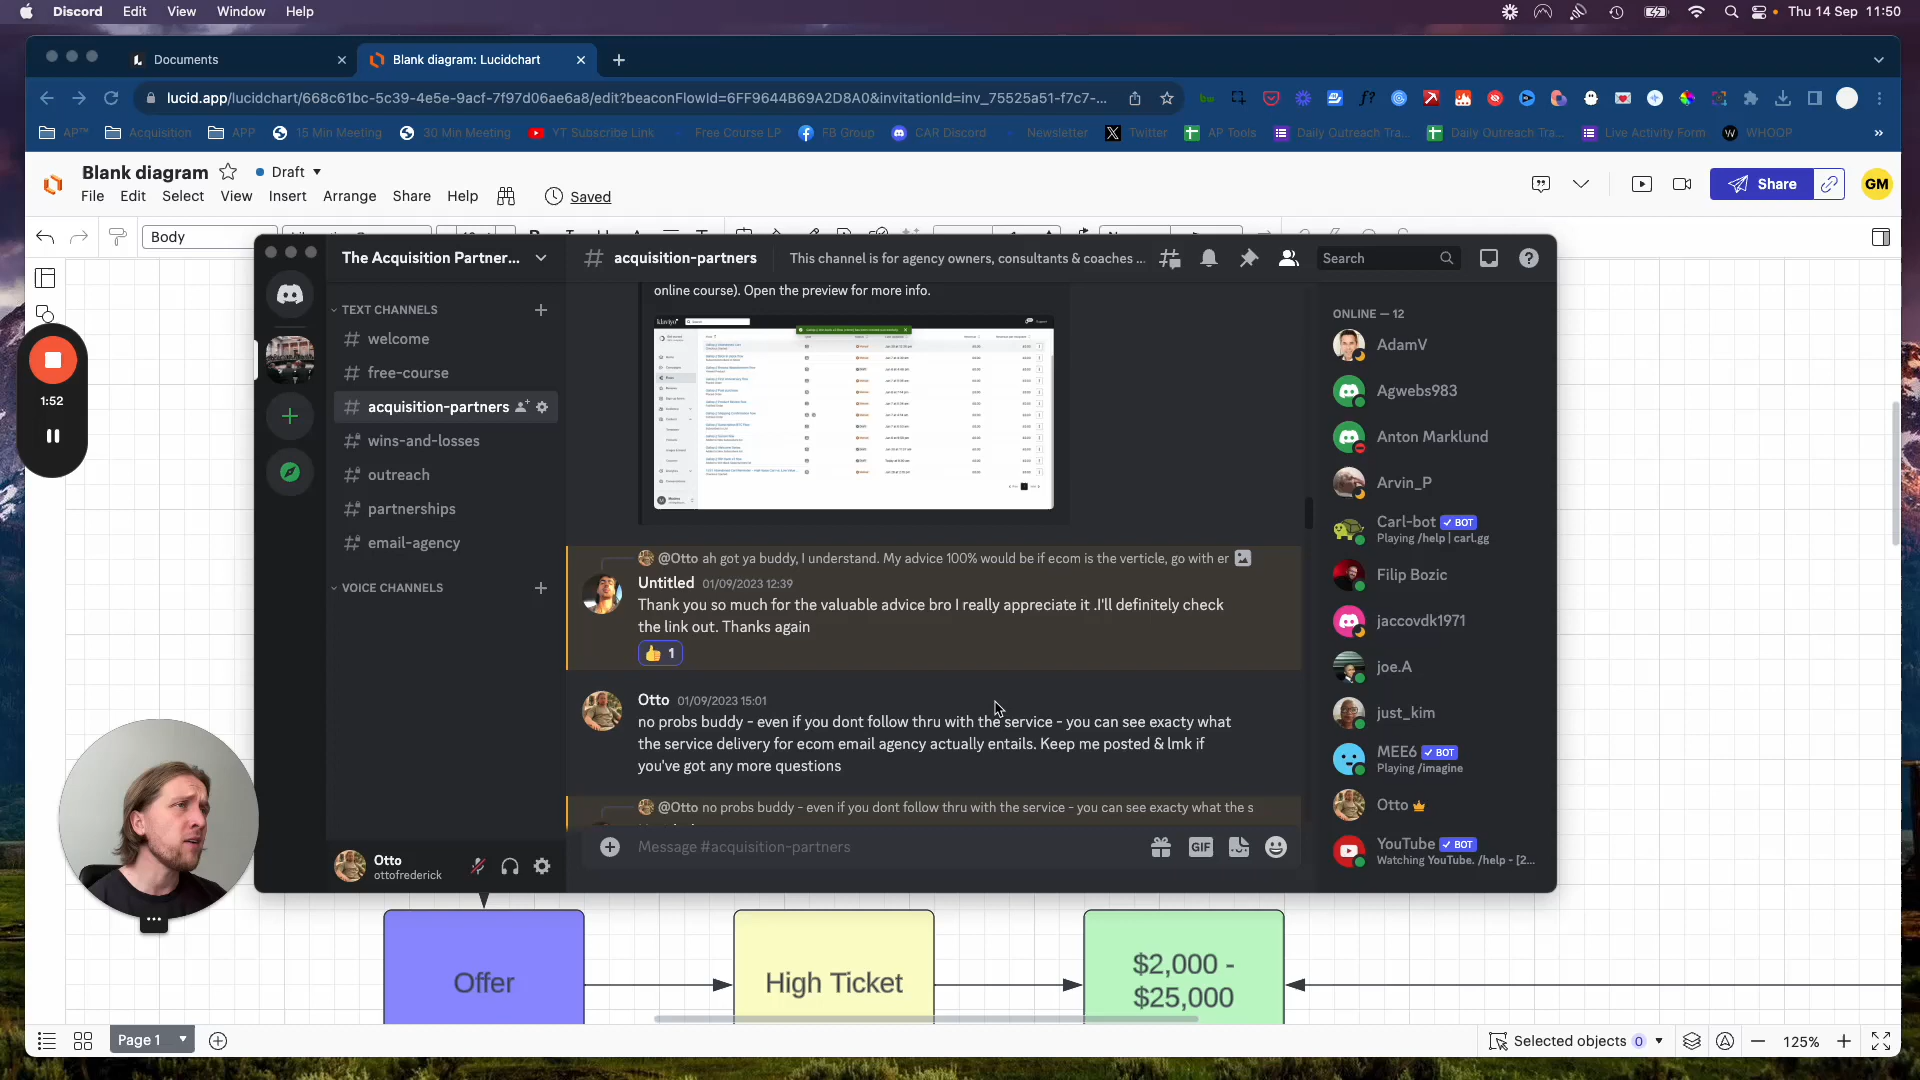 Discord Edit View Window Help
Thu 14 Sep 11:50
Documents
Blank diagram: Lucidchart
lucid.app/lucidchart/668c61bc-5c39-4e5e-9acf-7f97d06ae6a8/edit?beaconFlowId=6FF9644B69A2D8A0&invitationId=inv_75525a51-f7c7-...
AP™ Acquisition APP 15 Min Meeting 30 Min Meeting YT Subscribe Link Free Course LP FB Group CAR Discord Newsletter Twitter AP Tools Daily Outreach Tra... Daily Outreach Tra... Live Activity Form WHOOP
Blank diagram Draft
File Edit Select View Insert Arrange Share Help Saved
Share
GM
Body
The Acquisition Partner...
acquisition-partners
This channel is for agency owners, consultants & coaches ...
Search
TEXT CHANNELS
welcome
free-course
acquisition-partners
wins-and-losses
outreach
partnerships
email-agency
VOICE CHANNELS
1:52
online course). Open the preview for more info.
klaviyo
@Otto ah got ya buddy, I understand. My advice 100% would be if ecom is the verticle, go with er
Untitled 01/09/2023 12:39
Thank you so much for the valuable advice bro I really appreciate it .I'll definitely check
the link out. Thanks again
👍 1
Otto 01/09/2023 15:01
no probs buddy - even if you dont follow thru with the service - you can see exacty what
the service delivery for ecom email agency actually entails. Keep me posted & lmk if
you've got any more questions
@Otto no probs buddy - even if you dont follow thru with the service - you can see exacty what the s
Message #acquisition-partners
GIF
Otto
ottofrederick
ONLINE — 12
AdamV
Agwebs983
Anton Marklund
Arvin_P
Carl-bot ✓ BOT
Playing /help | carl.gg
Filip Bozic
jaccovdk1971
joe.A
just_kim
MEE6 ✓ BOT
Playing /imagine
Otto
YouTube ✓ BOT
Watching YouTube. /help - [2...
Offer
High Ticket
$2,000 -
$25,000
Page 1
Selected objects 0
125%